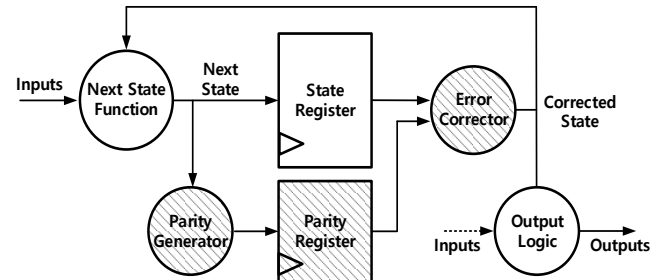 Inputs
Next State
Function
Next
State
State
Register
Error
Corrector
Corrected
State
Parity
Generator
Parity
Register
Inputs
Output
Logic
Outputs